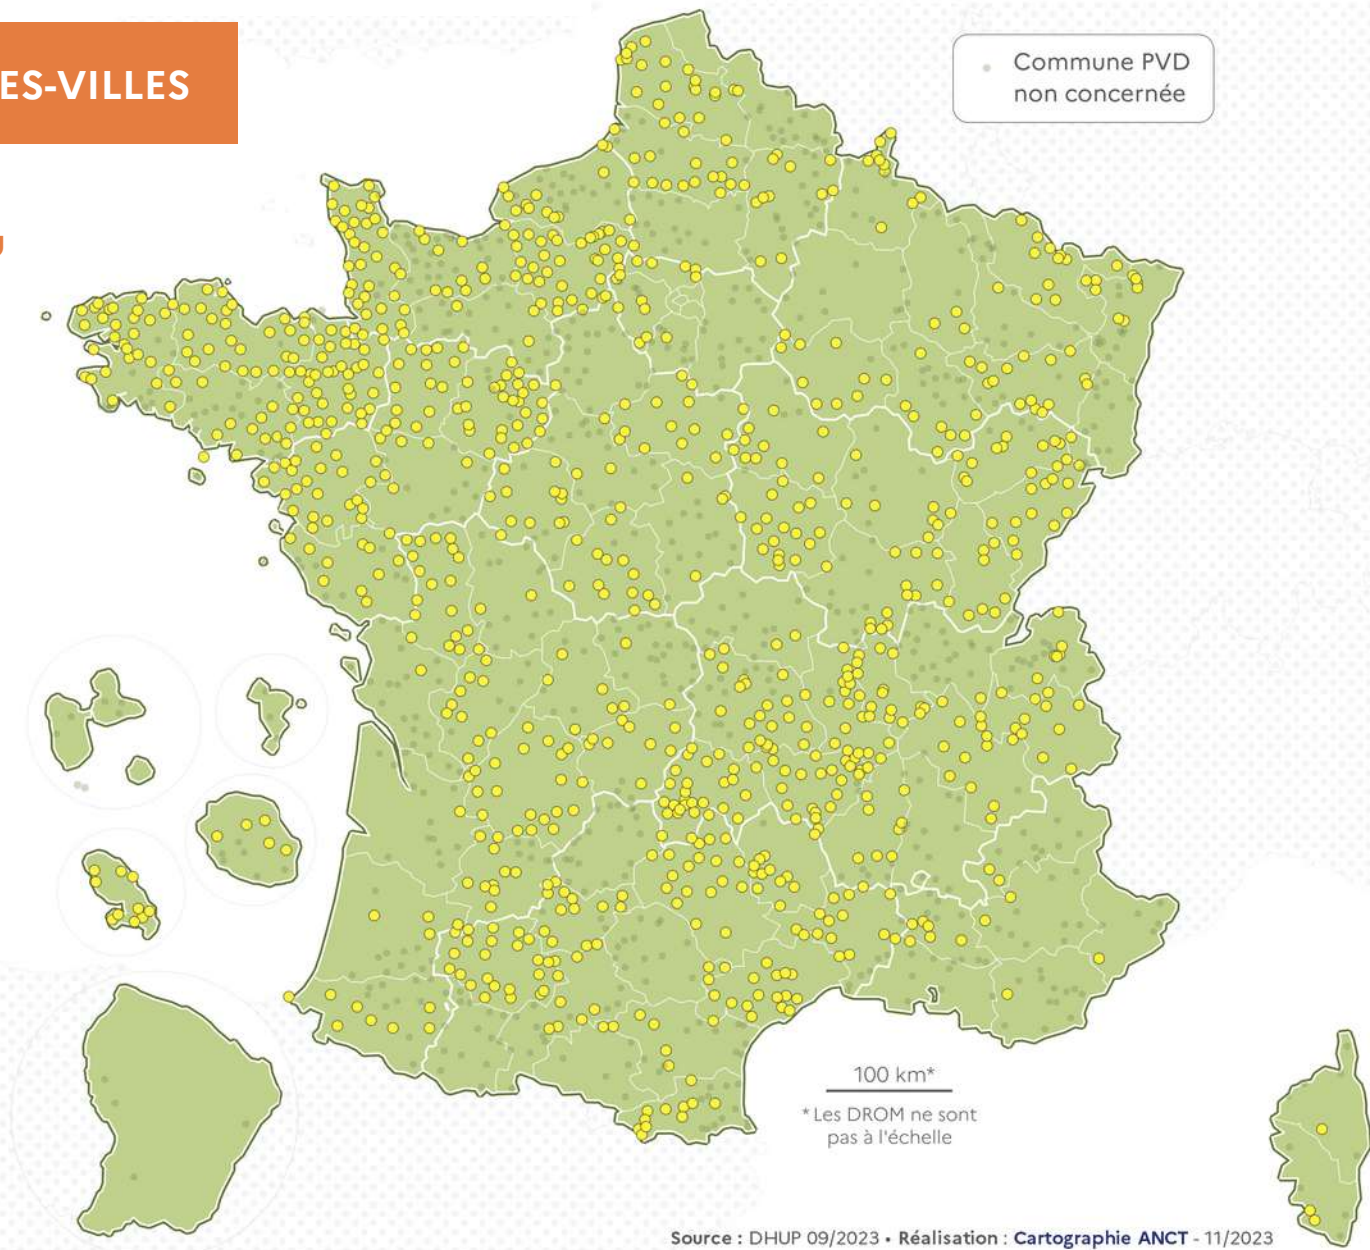 ES-VILLES
Commune PVD
non concernée
100 km*
* Les DROM ne sont
pas à l'échelle
Source : DHUP 09/2023 • Réalisation : Cartographie ANCT - 11/2023